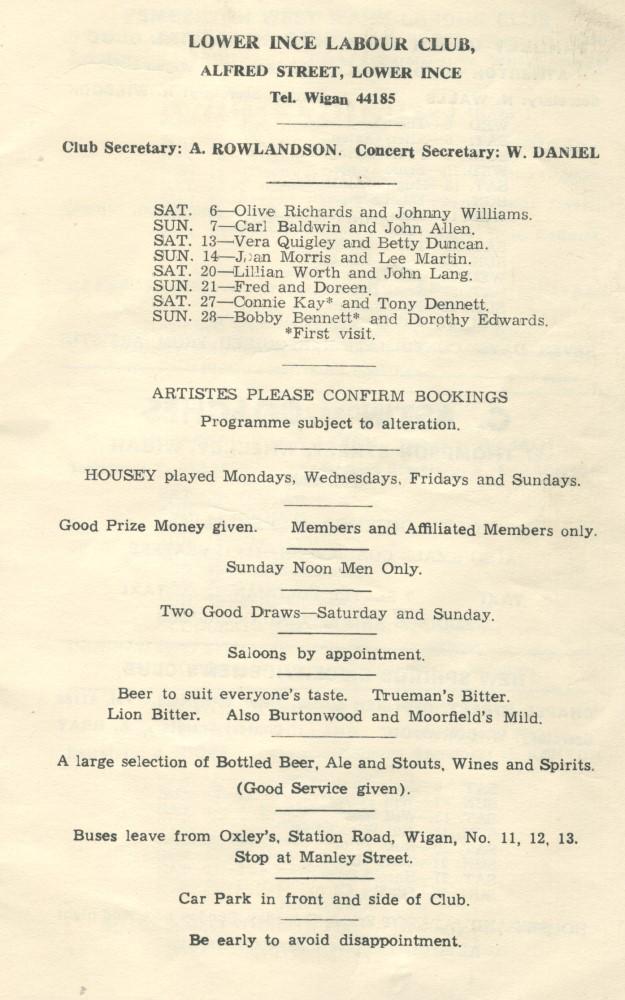 LOWER INCE LABOUR CLUB,
ALFRED STREET, LOWER INCE
Tel. Wigan 44185
Club Secretary: A. ROWLANDSON. Concert Secretary: W. DANIEL
SAT. 6—Olive Richards and Johnny Williams.
SUN. 7—Carl Baldwin and John Allen.
SAT. 13—Vera Quigley and Betty Duncan.
SUN. 14—Joan Morris and Lee Martin.
SAT. 20—Lillian Worth and John Lang.
SUN. 21—Fred and Doreen.
SAT. 27—Connie Kay* and Tony Dennett.
SUN. 28—Bobby Bennett* and Dorothy Edwards.
*First visit.
ARTISTES PLEASE CONFIRM BOOKINGS
Programme subject to alteration.
HOUSEY played Mondays, Wednesdays, Fridays and Sundays.
Good Prize Money given. Members and Affiliated Members only.
Sunday Noon Men Only.
Two Good Draws—Saturday and Sunday.
Saloons by appointment.
Beer to suit everyone's taste. Trueman's Bitter.
Lion Bitter. Also Burtonwood and Moorfield's Mild.
A large selection of Bottled Beer, Ale and Stouts, Wines and Spirits.
(Good Service given).
Buses leave from Oxley's, Station Road, Wigan, No. 11, 12, 13.
Stop at Manley Street.
Car Park in front and side of Club.
Be early to avoid disappointment.